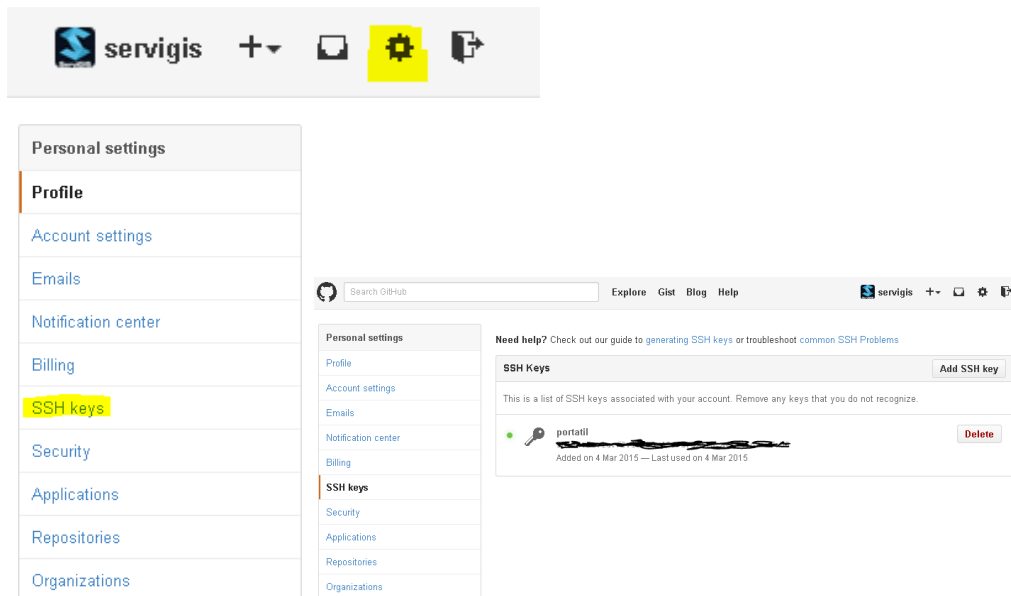 servigis
Personal settings
Profile
Account settings
Emails
Notification center
Billing
SSH keys
Security
Applications
Repositories
Organizations
Search GitHub
Explore Gist Blog Help
servigis
Personal settings
Profile
Account settings
Emails
Notification center
Billing
SSH keys
Security
Applications
Repositories
Organizations
Need help? Check out our guide to generating SSH keys or troubleshoot common SSH Problems
SSH Keys
Add SSH key
This is a list of SSH keys associated with your account. Remove any keys that you do not recognize.
portatil
Delete
Added on 4 Mar 2015 — Last used on 4 Mar 2015